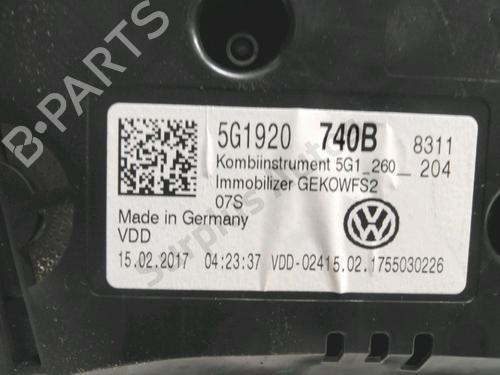 B-PARTS
5G1920 740B 8311
Kombiinstrument 5G1_260__ 204
Immobilizer GEKOWFS2
07S
Made in Germany
VDD
15.02.2017 04:23:37 VDD-02415.02.1755030226